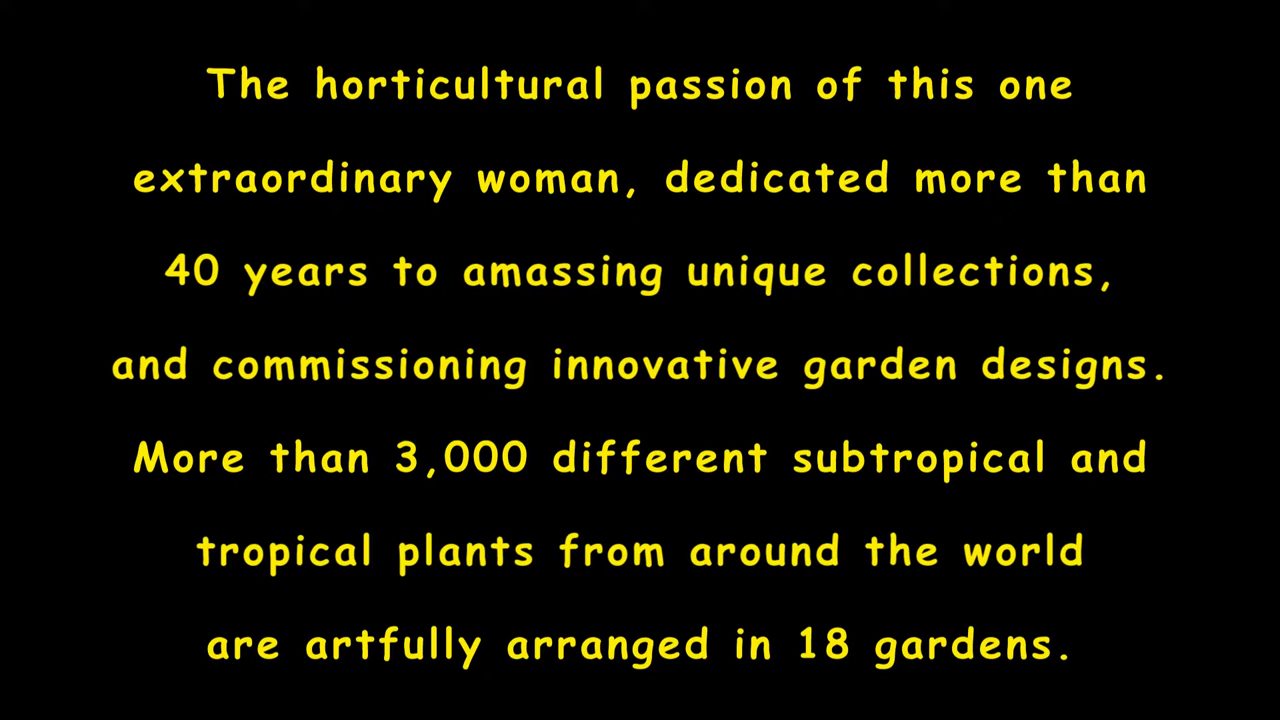 The horticultural passion of this one
extraordinary woman, dedicated more than
40 years to amassing unique collections,
and commissioning innovative garden designs.
More than 3,000 different subtropical and
tropical plants from around the world
are artfully arranged in 18 gardens.